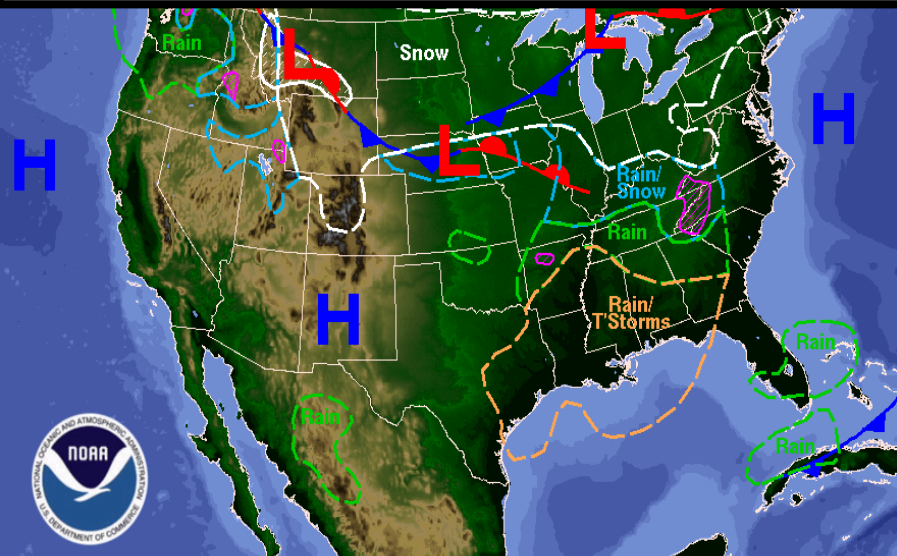 L
Rain
L
Snow
H
H
L
Rain/
Snow
Rain
H
Rain/
T'Storms
Rain
Rain
Rain
NATIONAL OCEANIC AND ATMOSPHERIC ADMINISTRATION
NOAA
U.S. DEPARTMENT OF COMMERCE